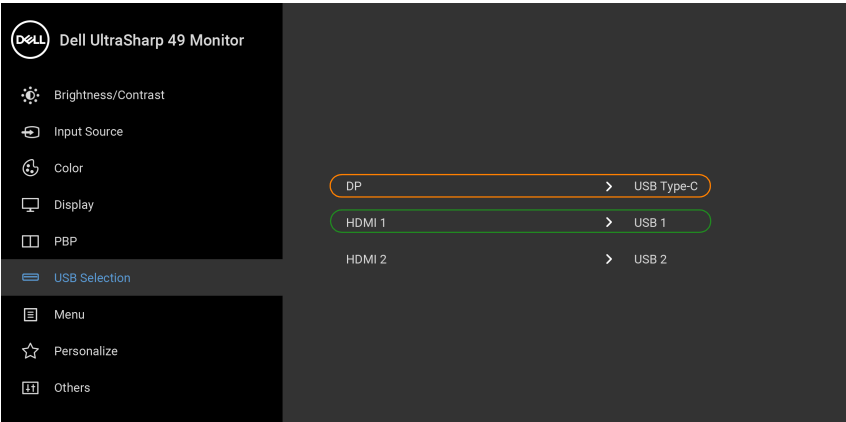 DELL Dell UltraSharp 49 Monitor
Brightness/Contrast
Input Source
Color
Display
PBP
USB Selection
Menu
Personalize
Others
DP USB Type-C
HDMI 1 USB 1
HDMI 2 USB 2